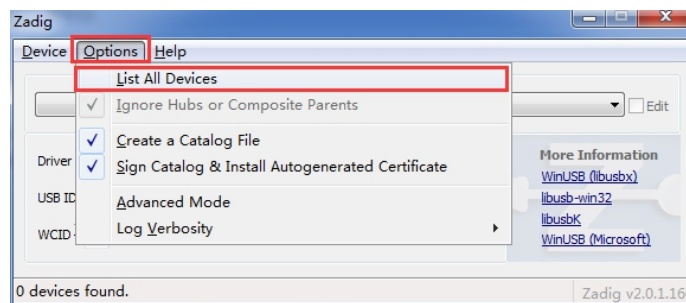 Zadig
Device Options Help
List All Devices
Ignore Hubs or Composite Parents
Edit
Create a Catalog File
Sign Catalog & Install Autogenerated Certificate
Advanced Mode
Log Verbosity
Driver
USB ID
WCID
More Information
WinUSB (libusbx)
libusb-win32
libusbK
WinUSB (Microsoft)
0 devices found.
Zadig v2.0.1.16